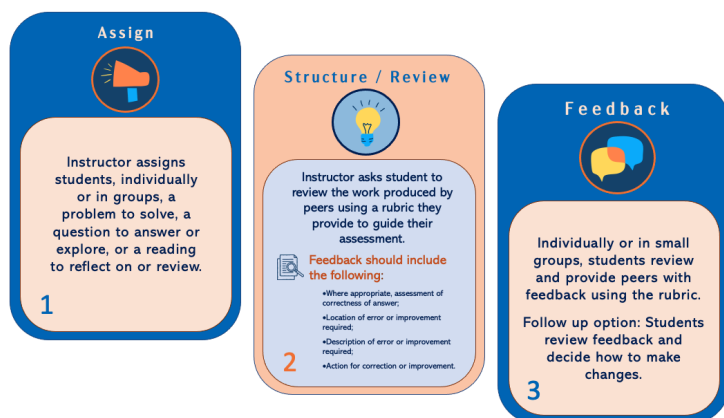 Assign
Instructor assigns
students, individually
or in groups, a
problem to solve, a
question to answer or
explore, or a reading
to reflect on or review.
1
Structure / Review
Instructor asks student to
review the work produced by
peers using a rubric they
provide to guide their
assessment.
Feedback should include
the following:
•Where appropriate, assessment of
correctness of answer;
•Location of error or improvement
required;
•Description of error or improvement
required;
•Action for correction or improvement.
2
Feedback
Individually or in small
groups, students review
and provide peers with
feedback using the rubric.
Follow up option: Students
review feedback and
decide how to make
changes.
3